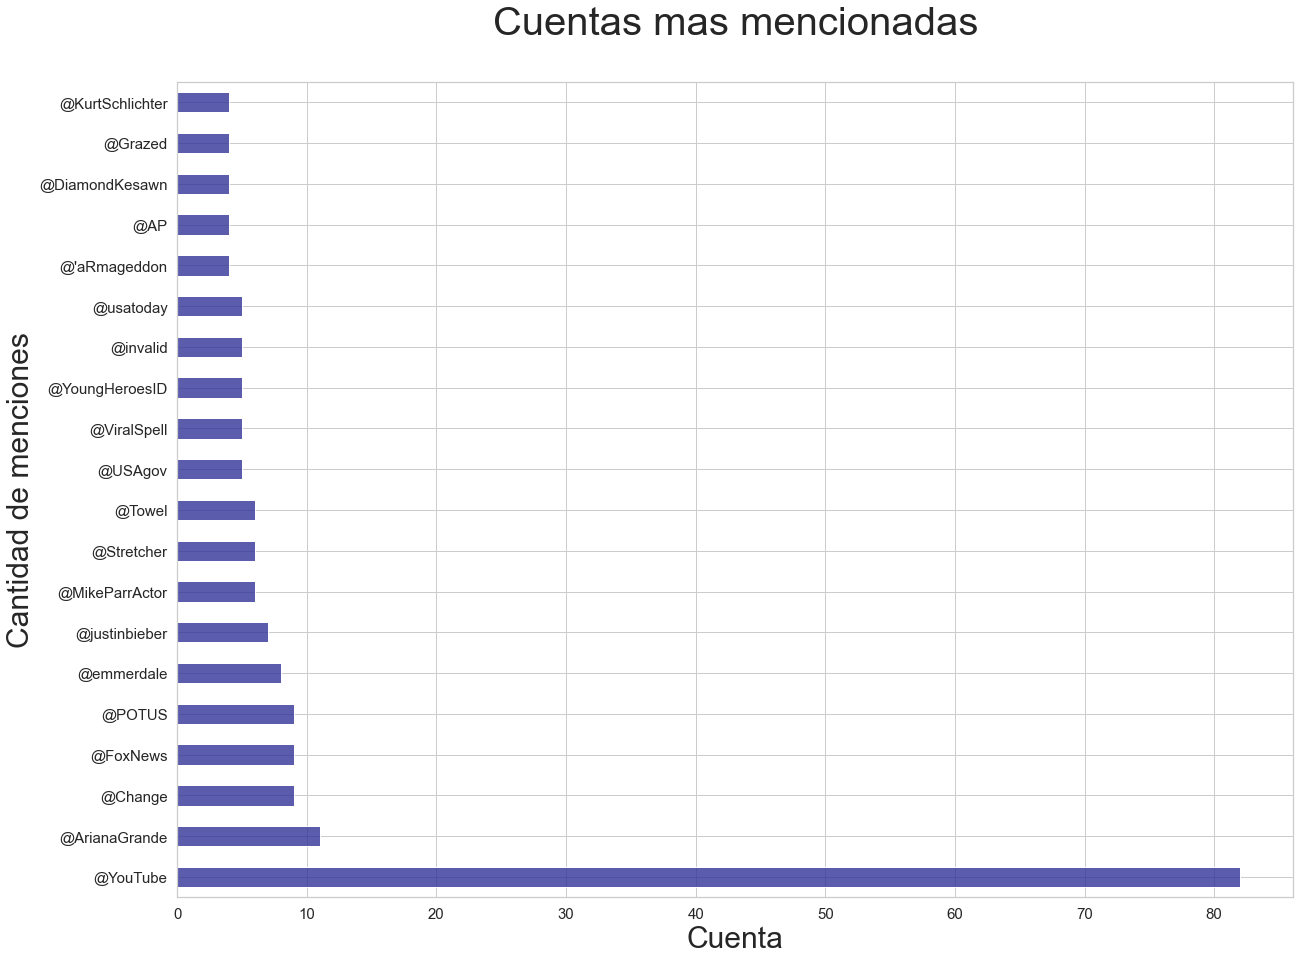 Cuentas mas mencionadas
@KurtSchlichter
@Grazed
@DiamondKesawn
@AP
@'aRmageddon
@usatoday
@invalid
@YoungHeroesID
@ViralSpell
@USAgov
@Towel
@Stretcher
@MikeParrActor
@justinbieber
@emmerdale
@POTUS
@FoxNews
@Change
@ArianaGrande
@YouTube
Cantidad de menciones
0 10 20 30 40 50 60 70 80
Cuenta